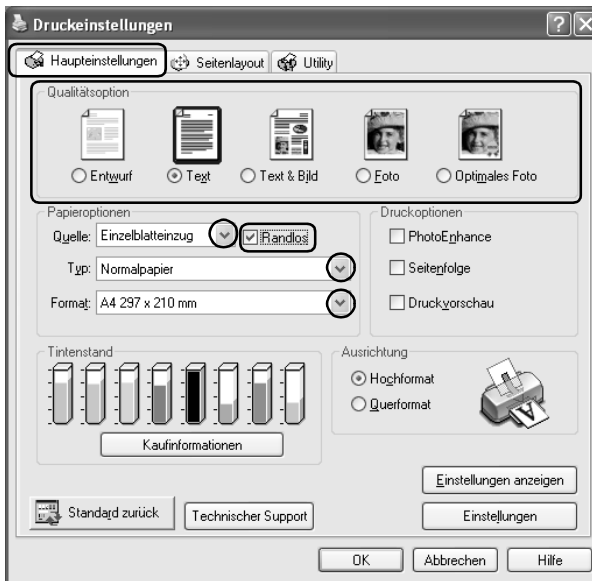 Druckeinstellungen
Haupteinstellungen Seitenlayout Utility
Qualitätsoption
Entwurf Text Text & Bild Foto Optimales Foto
Papieroptionen Druckoptionen
Quelle: Einzelblatteinzug Randlos PhotoEnhance
Typ: Normalpapier Seitenfolge
Format: A4 297 x 210 mm Druckvorschau
Tintenstand Ausrichtung
Hochformat
Querformat
Kaufinformationen
Einstellungen anzeigen
Standard zurück Technischer Support Einstellungen
OK Abbrechen Hilfe